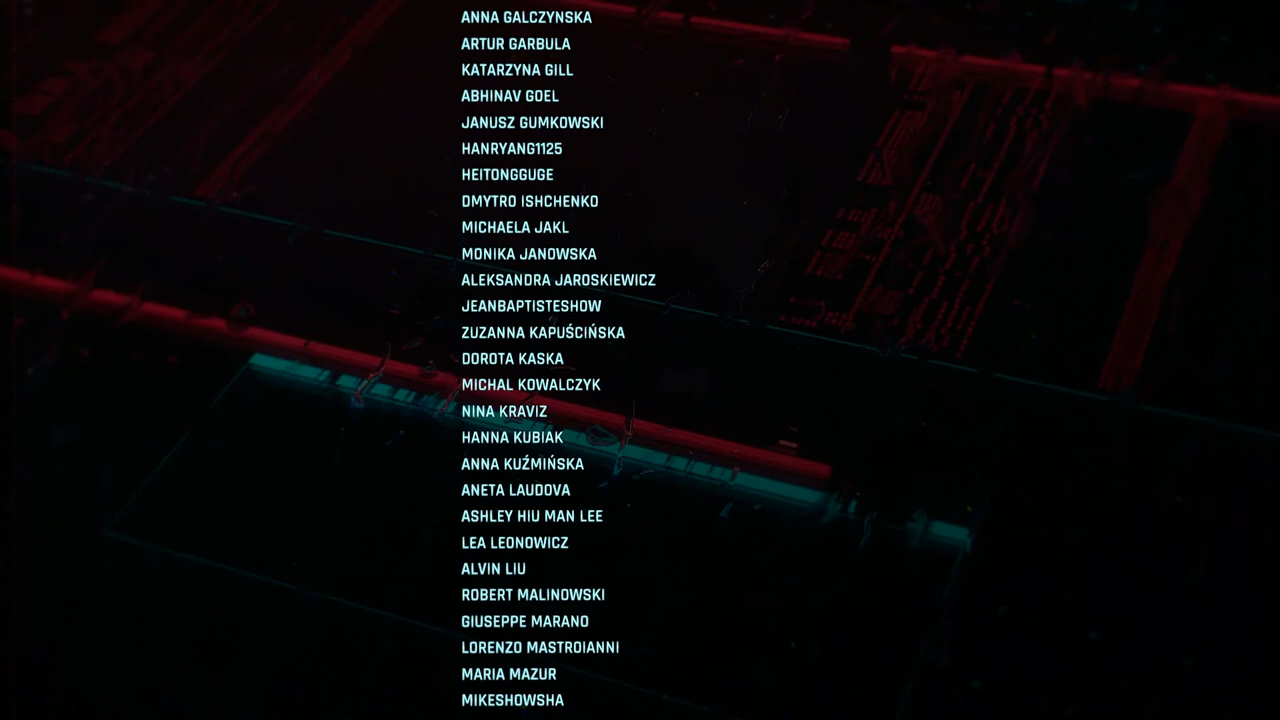 ANNA GALCZYNSKA
ARTUR GARBULA
KATARZYNA GILL
ABHINAV GOEL
JANUSZ GUMKOWSKI
HANRYANG1125
HEITONGGUGE
DMYTRO ISHCHENKO
MICHAELA JAKL
MONIKA JANOWSKA
ALEKSANDRA JAROSKIEWICZ
JEANBAPTISTESHOW
ZUZANNA KAPUŚCIŃSKA
DOROTA KASKA
MICHAL KOWALCZYK
NINA KRAVIZ
HANNA KUBIAK
ANNA KUŹMIŃSKA
ANETA LAUDOVA
ASHLEY HIU MAN LEE
LEA LEONOWICZ
ALVIN LIU
ROBERT MALINOWSKI
GIUSEPPE MARANO
LORENZO MASTROIANNI
MARIA MAZUR
MIKESHOWSHA